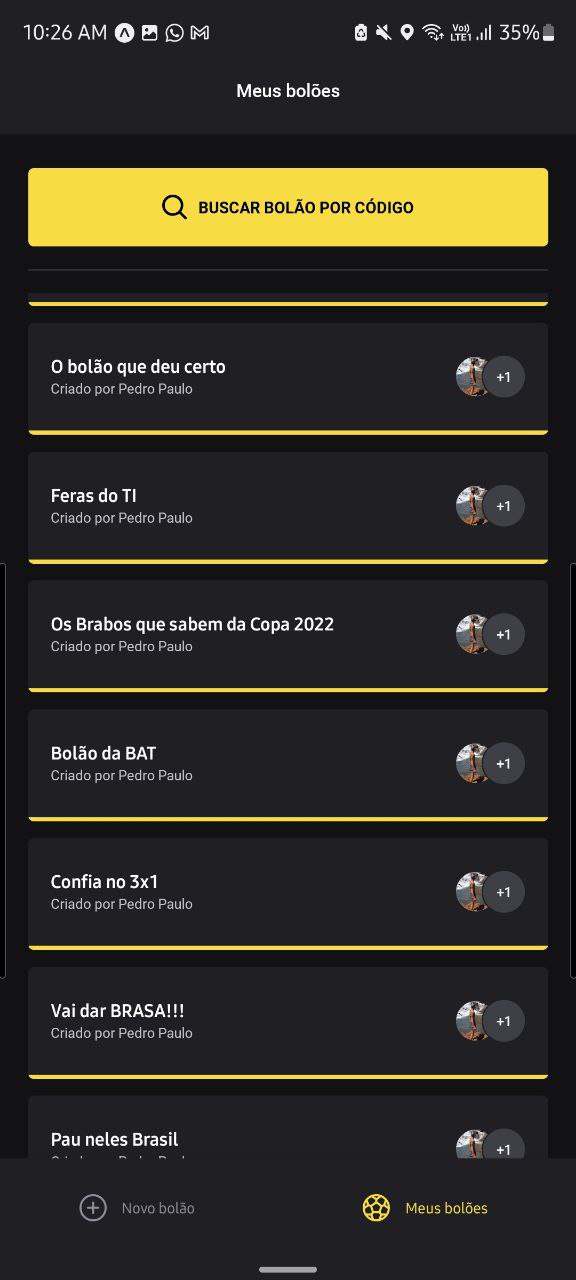 10:26 AM
Vo))
LTE1
35%
Meus bolões
BUSCAR BOLÃO POR CÓDIGO
O bolão que deu certo
Criado por Pedro Paulo
+1
Feras do TI
Criado por Pedro Paulo
+1
Os Brabos que sabem da Copa 2022
Criado por Pedro Paulo
+1
Bolão da BAT
Criado por Pedro Paulo
+1
Confia no 3x1
Criado por Pedro Paulo
+1
Vai dar BRASA!!!
Criado por Pedro Paulo
+1
Pau neles Brasil
+1
Novo bolão
Meus bolões